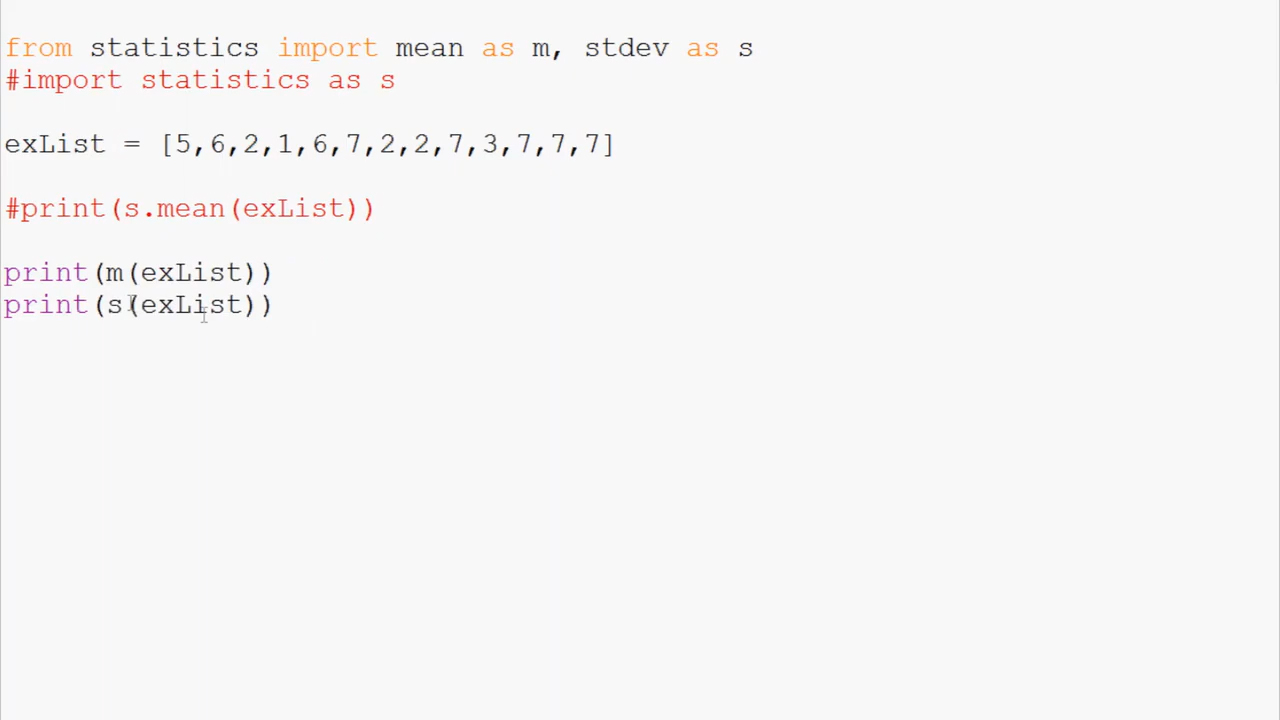 from statistics import mean as m, stdev as s
#import statistics as s
exList = [5,6,2,1,6,7,2,2,7,3,7,7,7]
#print(s.mean(exList))
print(m(exList))
print(s(exList))